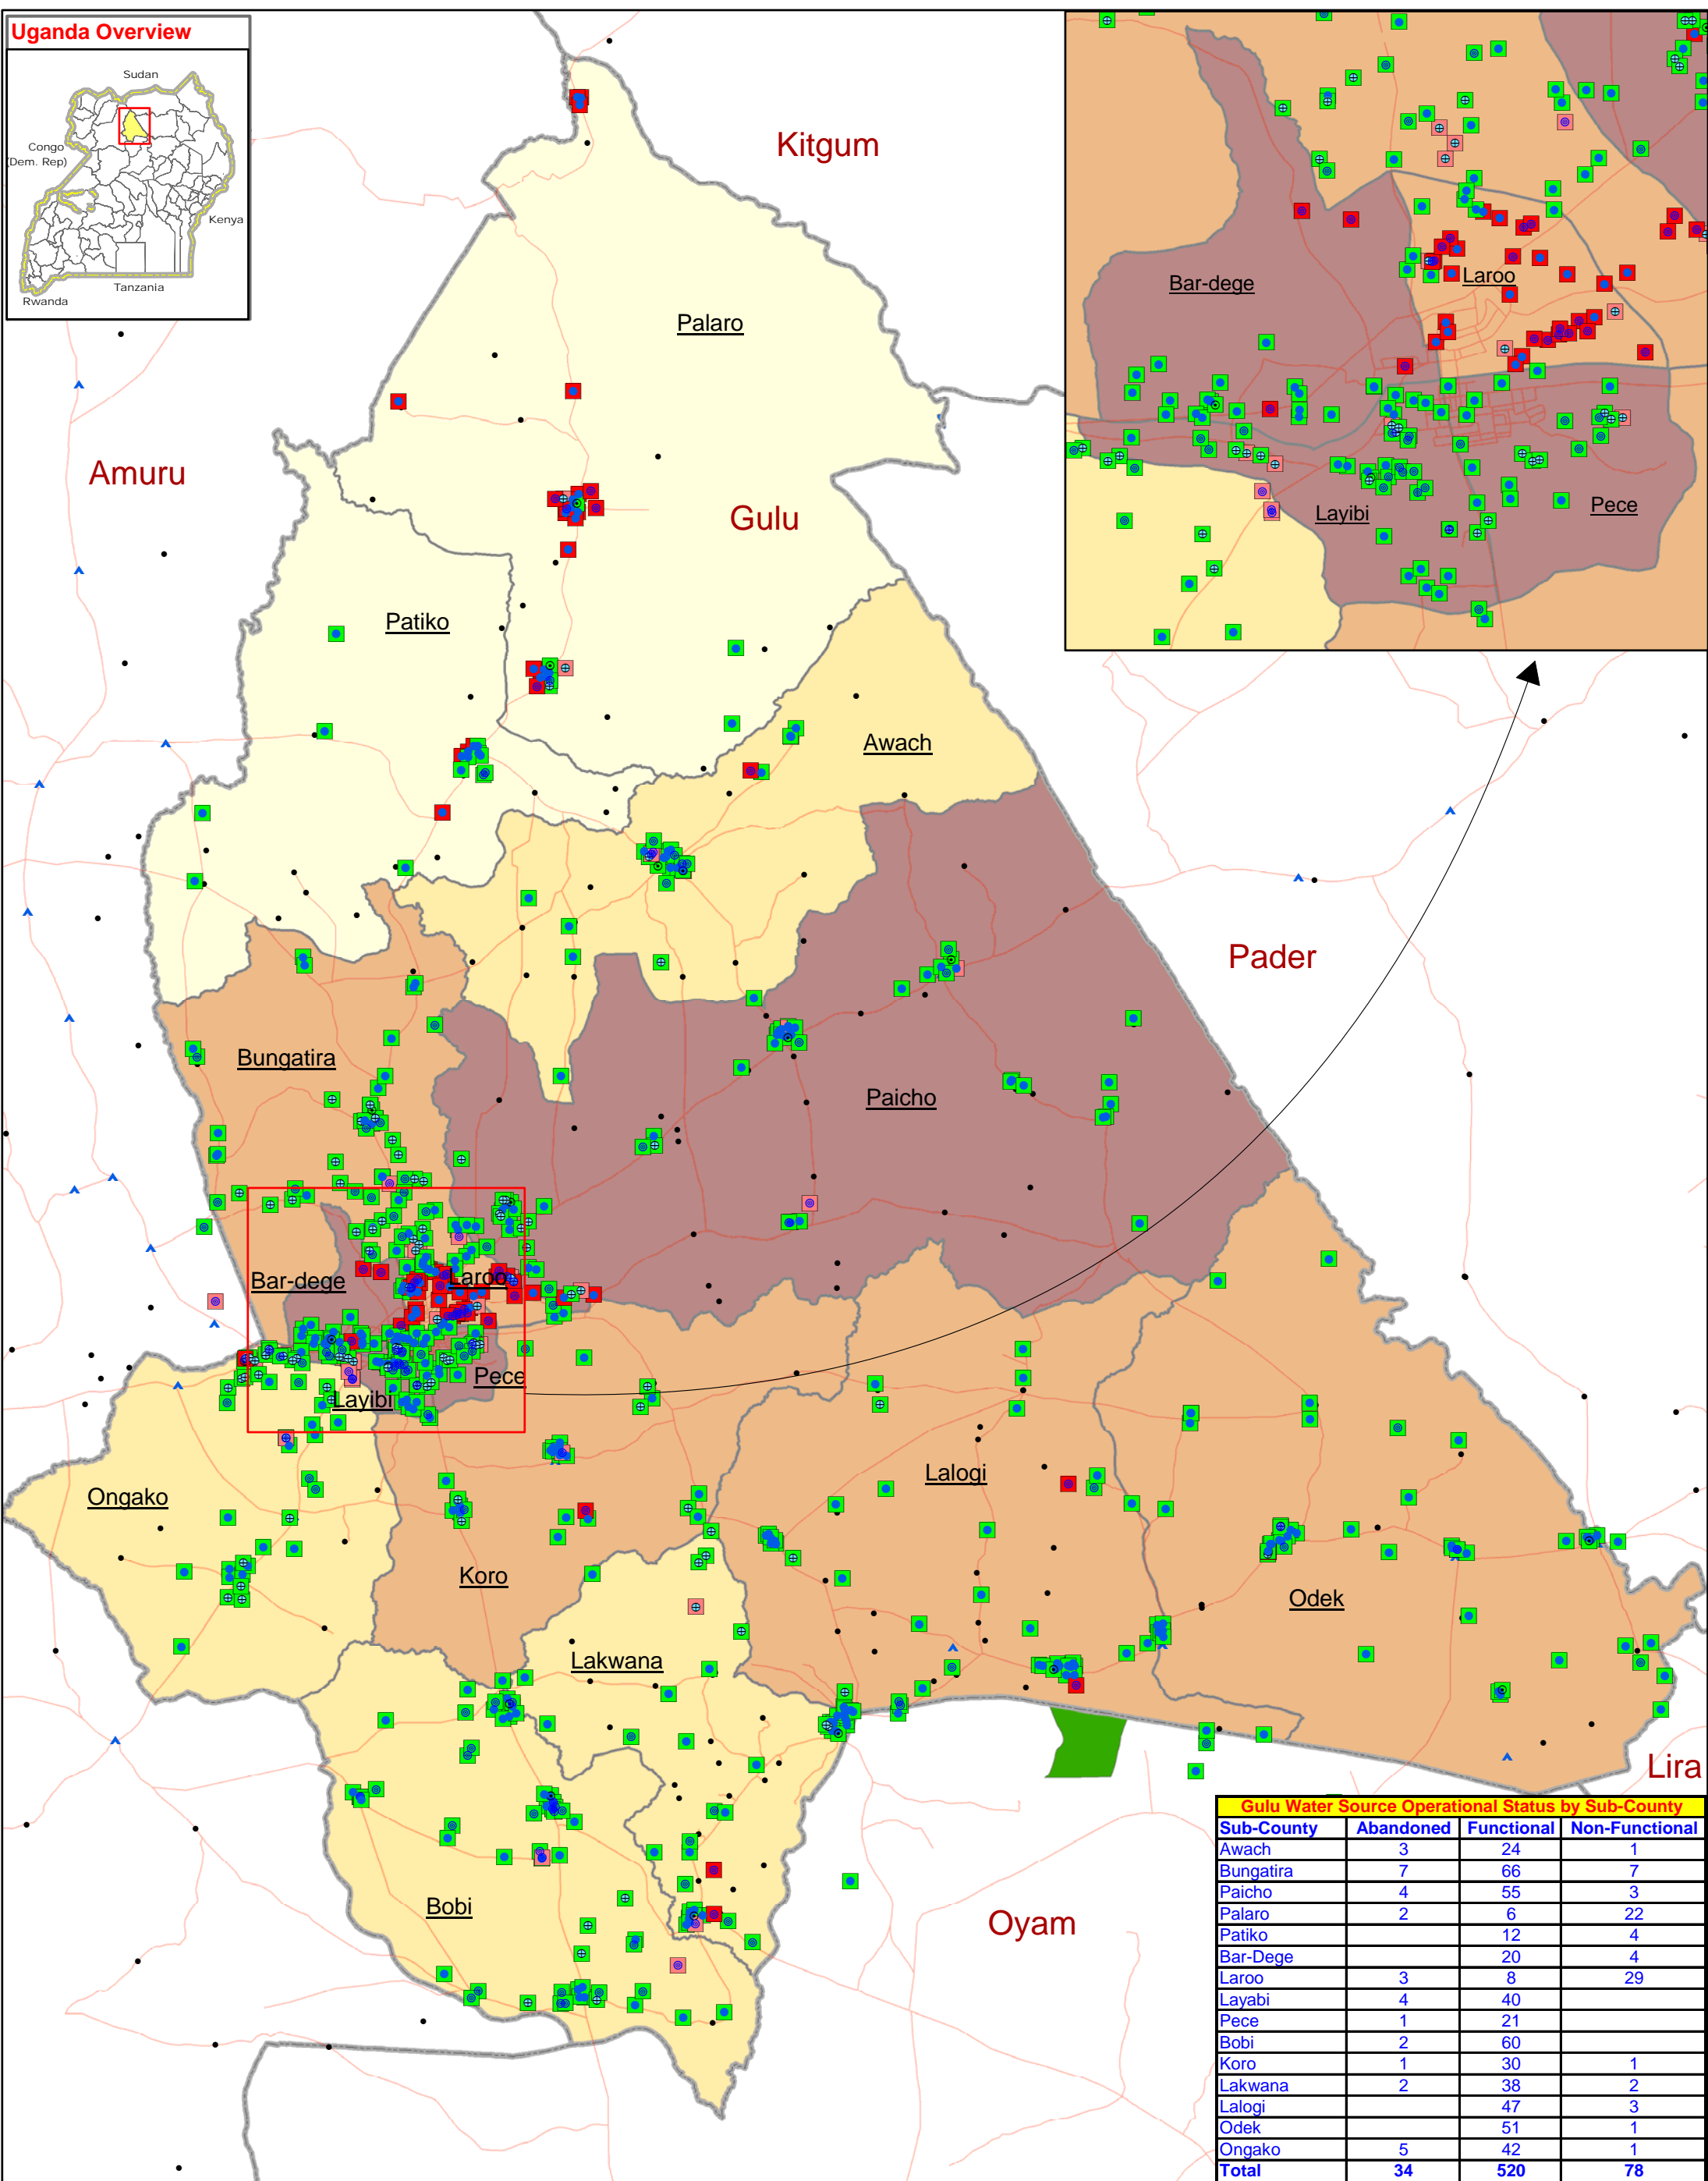 Uganda Overview
Sudan
Congo
(Dem. Rep)
Kenya
Tanzania
Rwanda
Kitgum
Palaro
Amuru
Gulu
Patiko
Awach
Pader
Bungatira
Paicho
Bar-dege
Laroo
Pece
Layibi
Ongako
Lalogi
Koro
Odek
Lakwana
Bobi
Oyam
Lira
Bar-dege
Laroo
Layibi
Pece
Gulu Water Source Operational Status by Sub-County
Sub-County Abandoned Functional Non-Functional
Awach 3 24 1
Bungatira 7 66 7
Paicho 4 55 3
Palaro 2 6 22
Patiko 12 4
Bar-Dege 20 4
Laroo 3 8 29
Layabi 4 40
Pece 1 21
Bobi 2 60
Koro 1 30 1
Lakwana 2 38 2
Lalogi 47 3
Odek 51 1
Ongako 5 42 1
Total 34 520 78